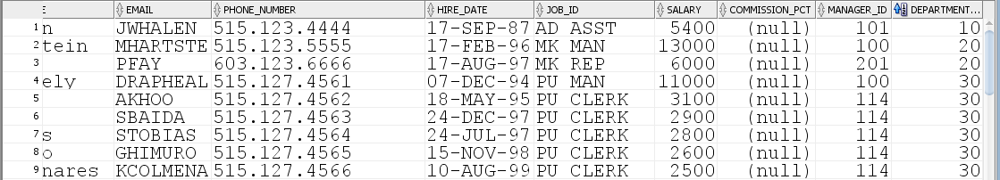 E EMAIL PHONE_NUMBER HIRE_DATE JOB_ID SALARY COMMISSION_PCT MANAGER_ID DEPARTMENT...
1 n JWHALEN 515.123.4444 17-SEP-87 AD ASST 5400 (null) 101 10
2 tein MHARTSTE 515.123.5555 17-FEB-96 MK MAN 13000 (null) 100 20
3 PFAY 603.123.6666 17-AUG-97 MK REP 6000 (null) 201 20
4 ely DRAPHEAL 515.127.4561 07-DEC-94 PU MAN 11000 (null) 100 30
5 AKHOO 515.127.4562 18-MAY-95 PU CLERK 3100 (null) 114 30
6 SBAIDA 515.127.4563 24-DEC-97 PU CLERK 2900 (null) 114 30
7 s STOBIAS 515.127.4564 24-JUL-97 PU CLERK 2800 (null) 114 30
8 o GHIMURO 515.127.4565 15-NOV-98 PU CLERK 2600 (null) 114 30
9 nares KCOLMENA 515.127.4566 10-AUG-99 PU CLERK 2500 (null) 114 30